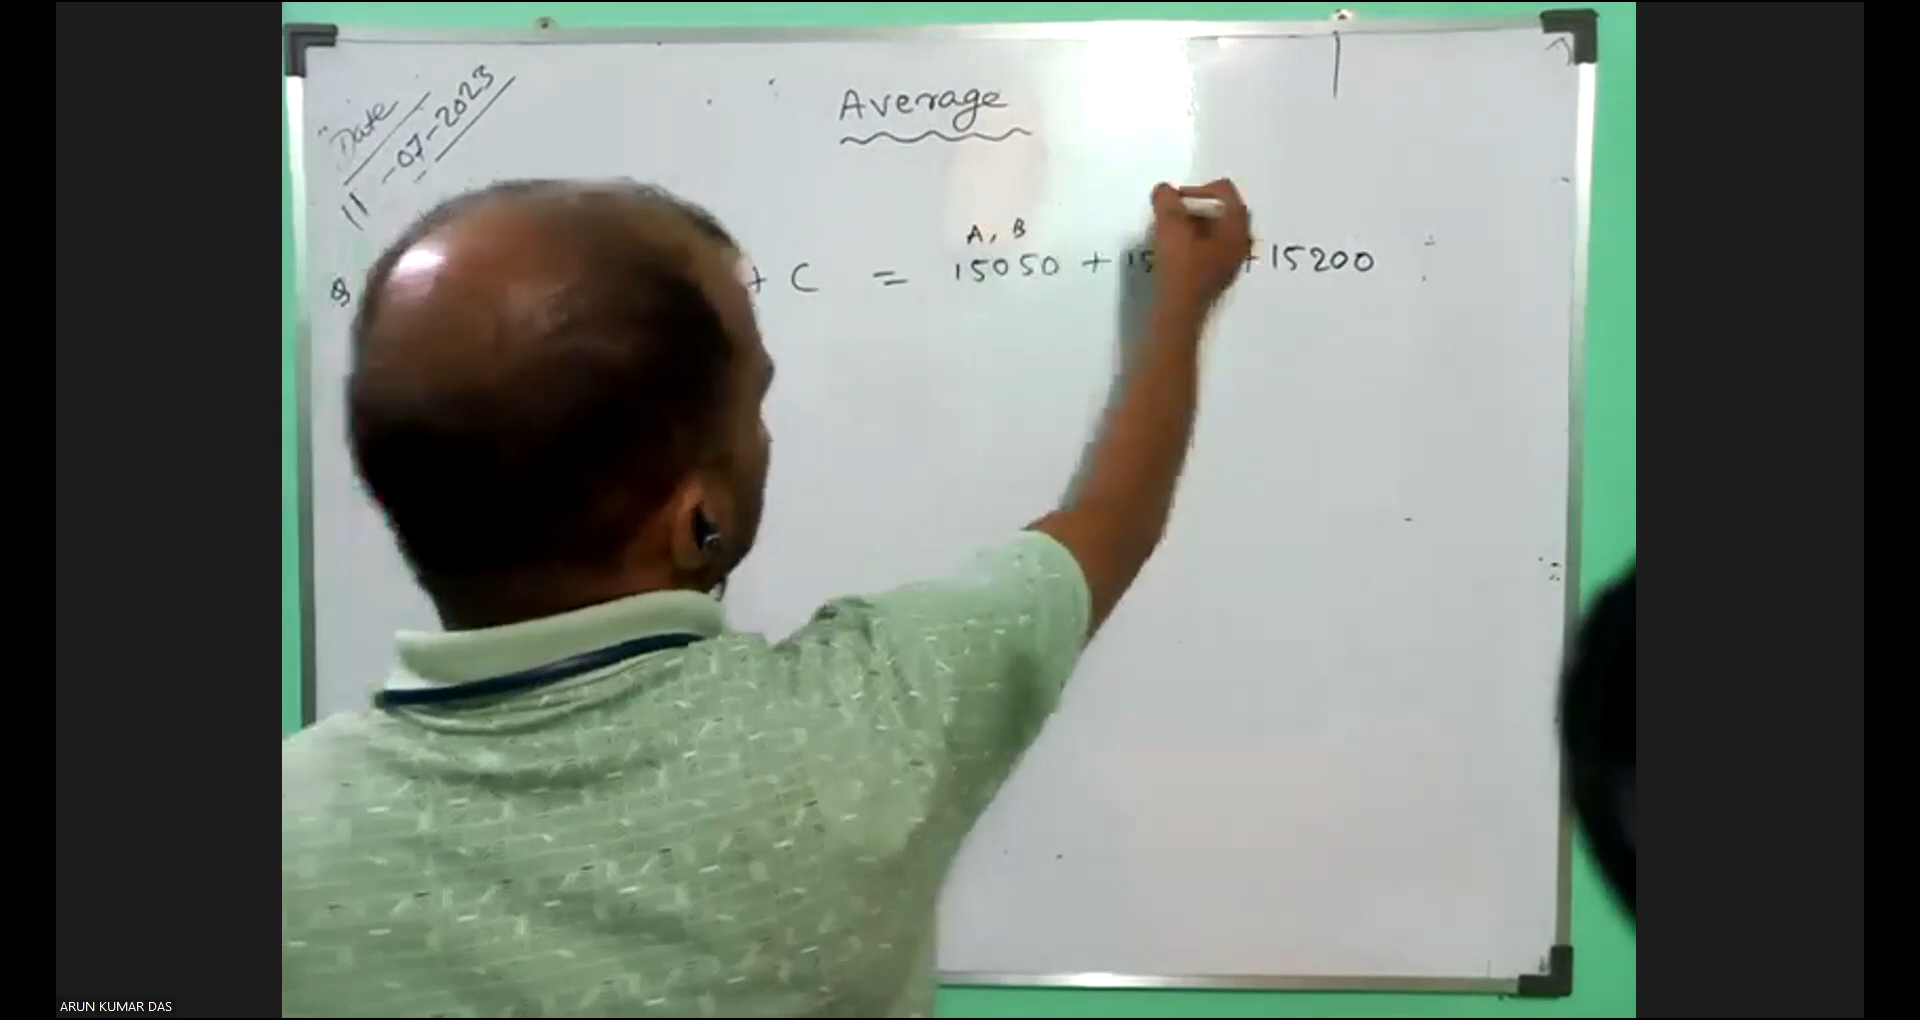 Date
11-07-2023
Average
A, B
+ C = 15050 + 15 + 15200
ARUN KUMAR DAS